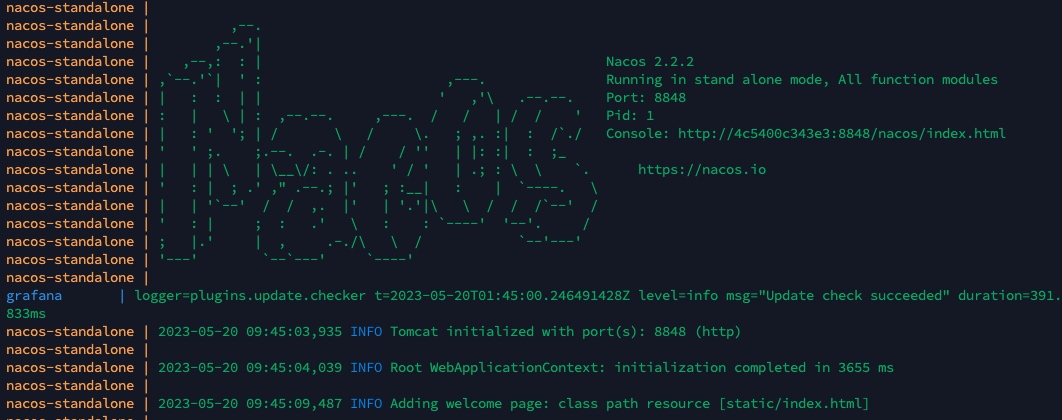 nacos-standalone |
nacos-standalone |         ,--.
nacos-standalone |       ,--.'|
nacos-standalone |   ,--,:  : |                                           Nacos 2.2.2
nacos-standalone | ,`--.'`|  ' :                       ,---.              Running in stand alone mode, All function modules
nacos-standalone | |   :  :  | |                      '   ,'\   .--.--.   Port: 8848
nacos-standalone | :   |   \ | :  ,--.--.     ,---.  /   /   | /  /    '  Pid: 1
nacos-standalone | |   : '  '; | /       \   /     \.   ; ,. :|  :  /`./  Console: http://4c5400c343e3:8848/nacos/index.html
nacos-standalone | '   ' ;.    ;.--.  .-. | /    / ''   | |: :|  :  ;_
nacos-standalone | |   | | \   | \__\/: . ..    ' / '   | .; : \  \    `.      https://nacos.io
nacos-standalone | '   : |  ; .' ," .--.; |'   ; :__|   :    |  `----.   \
nacos-standalone | |   | '`--'  /  /  ,.  |'   | '.'|\   \  /  /  /`--'  /
nacos-standalone | '   : |     ;  :   .'   \   :    : `----'  '--'.     /
nacos-standalone | ;   |.'     |  ,     .-./\   \  /            `--'---'
nacos-standalone | '---'        `--`---'     `----'
nacos-standalone |
grafana | logger=plugins.update.checker t=2023-05-20T01:45:00.246491428Z level=info msg="Update check succeeded" duration=391.
833ms
nacos-standalone | 2023-05-20 09:45:03,935 INFO Tomcat initialized with port(s): 8848 (http)
nacos-standalone |
nacos-standalone | 2023-05-20 09:45:04,039 INFO Root WebApplicationContext: initialization completed in 3655 ms
nacos-standalone |
nacos-standalone | 2023-05-20 09:45:09,487 INFO Adding welcome page: class path resource [static/index.html]
nacos-standalone |